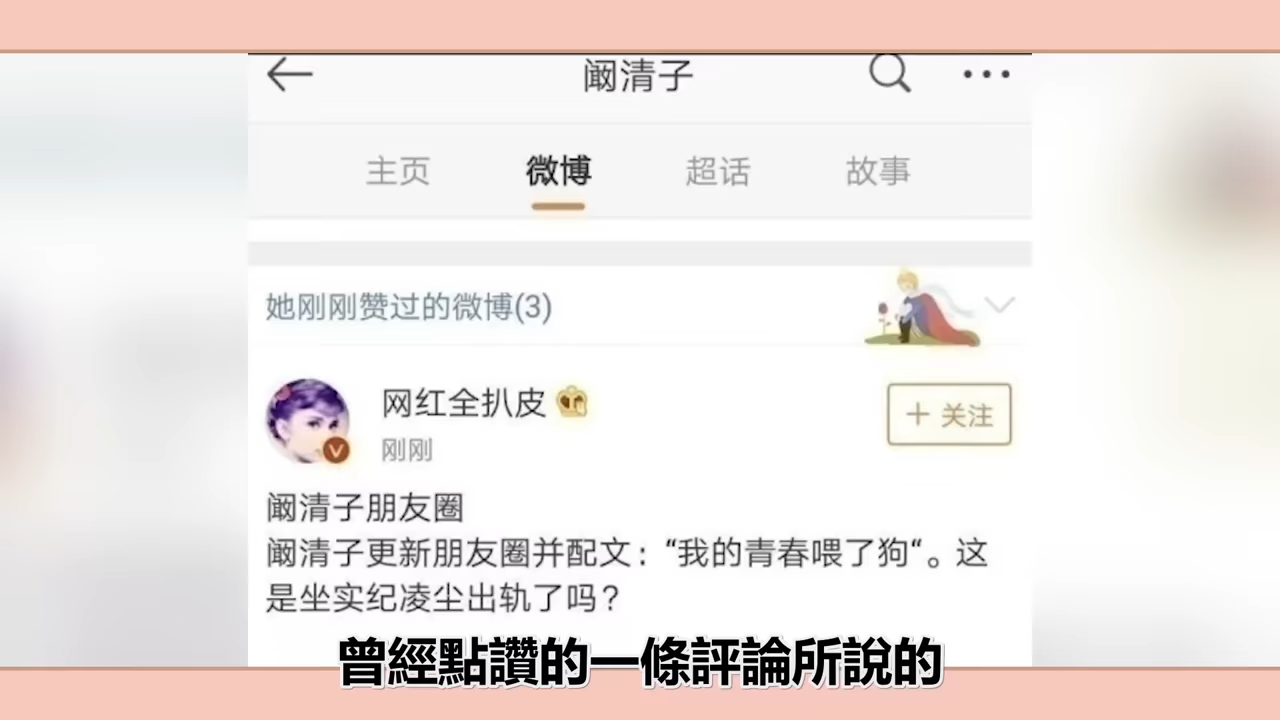 阚清子
主页 微博 超话 故事
她刚刚赞过的微博(3)
网红全扒皮
刚刚
+ 关注
阚清子朋友圈
阚清子更新朋友圈并配文：“我的青春喂了狗“。这
是坐实纪凌尘出轨了吗？
曾經點讚的一條評論所說的